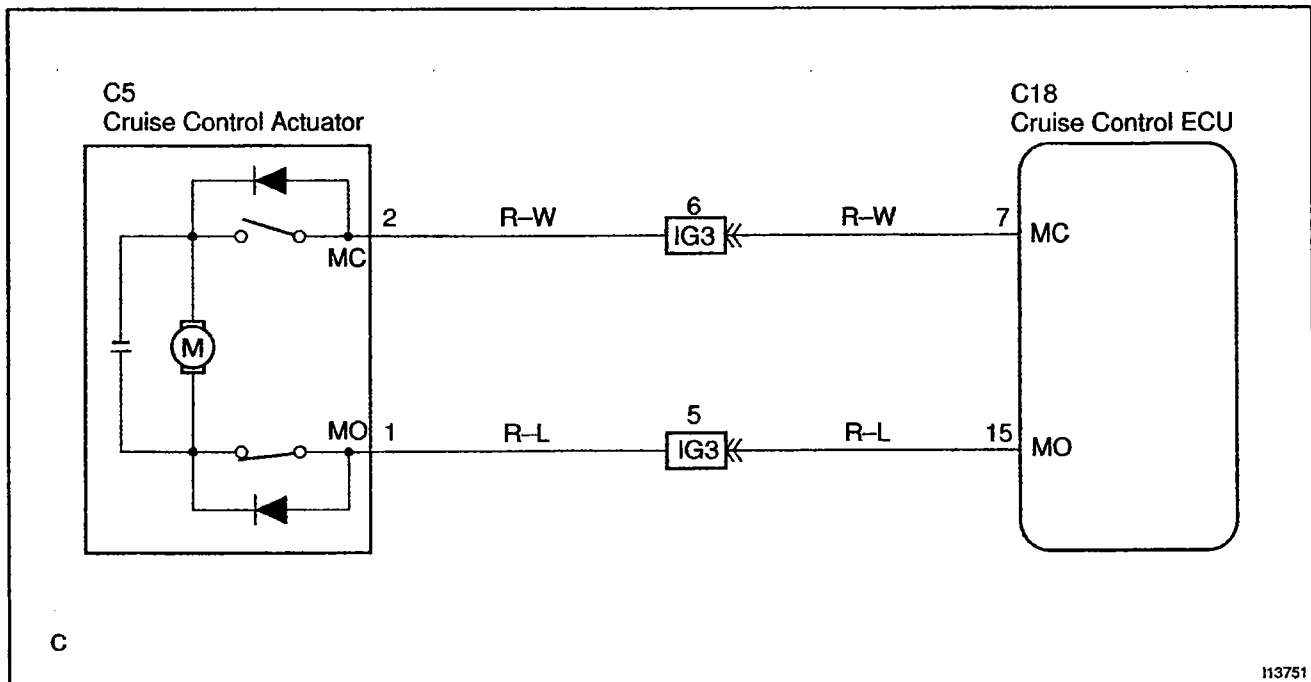 C5
Cruise Control Actuator
C18
Cruise Control ECU
MC
2
R–W
6
IG3
R–W
7
MC
M
MO
1
R–L
5
IG3
R–L
15
MO
C
I13751